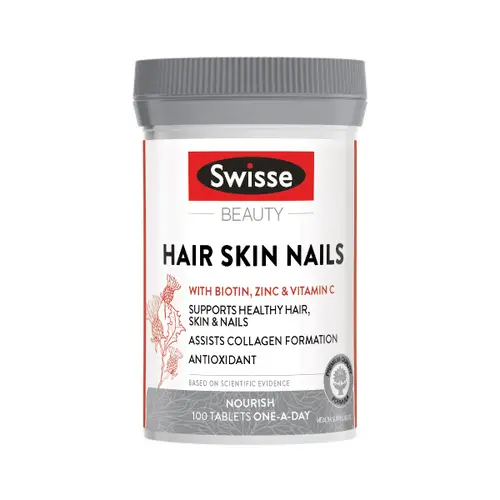 Swisse
BEAUTY
HAIR SKIN NAILS
WITH BIOTIN, ZINC & VITAMIN C
SUPPORTS HEALTHY HAIR,
SKIN & NAILS
ASSISTS COLLAGEN FORMATION
ANTIOXIDANT
BASED ON SCIENTIFIC EVIDENCE
NOURISH
100 TABLETS ONE-A-DAY